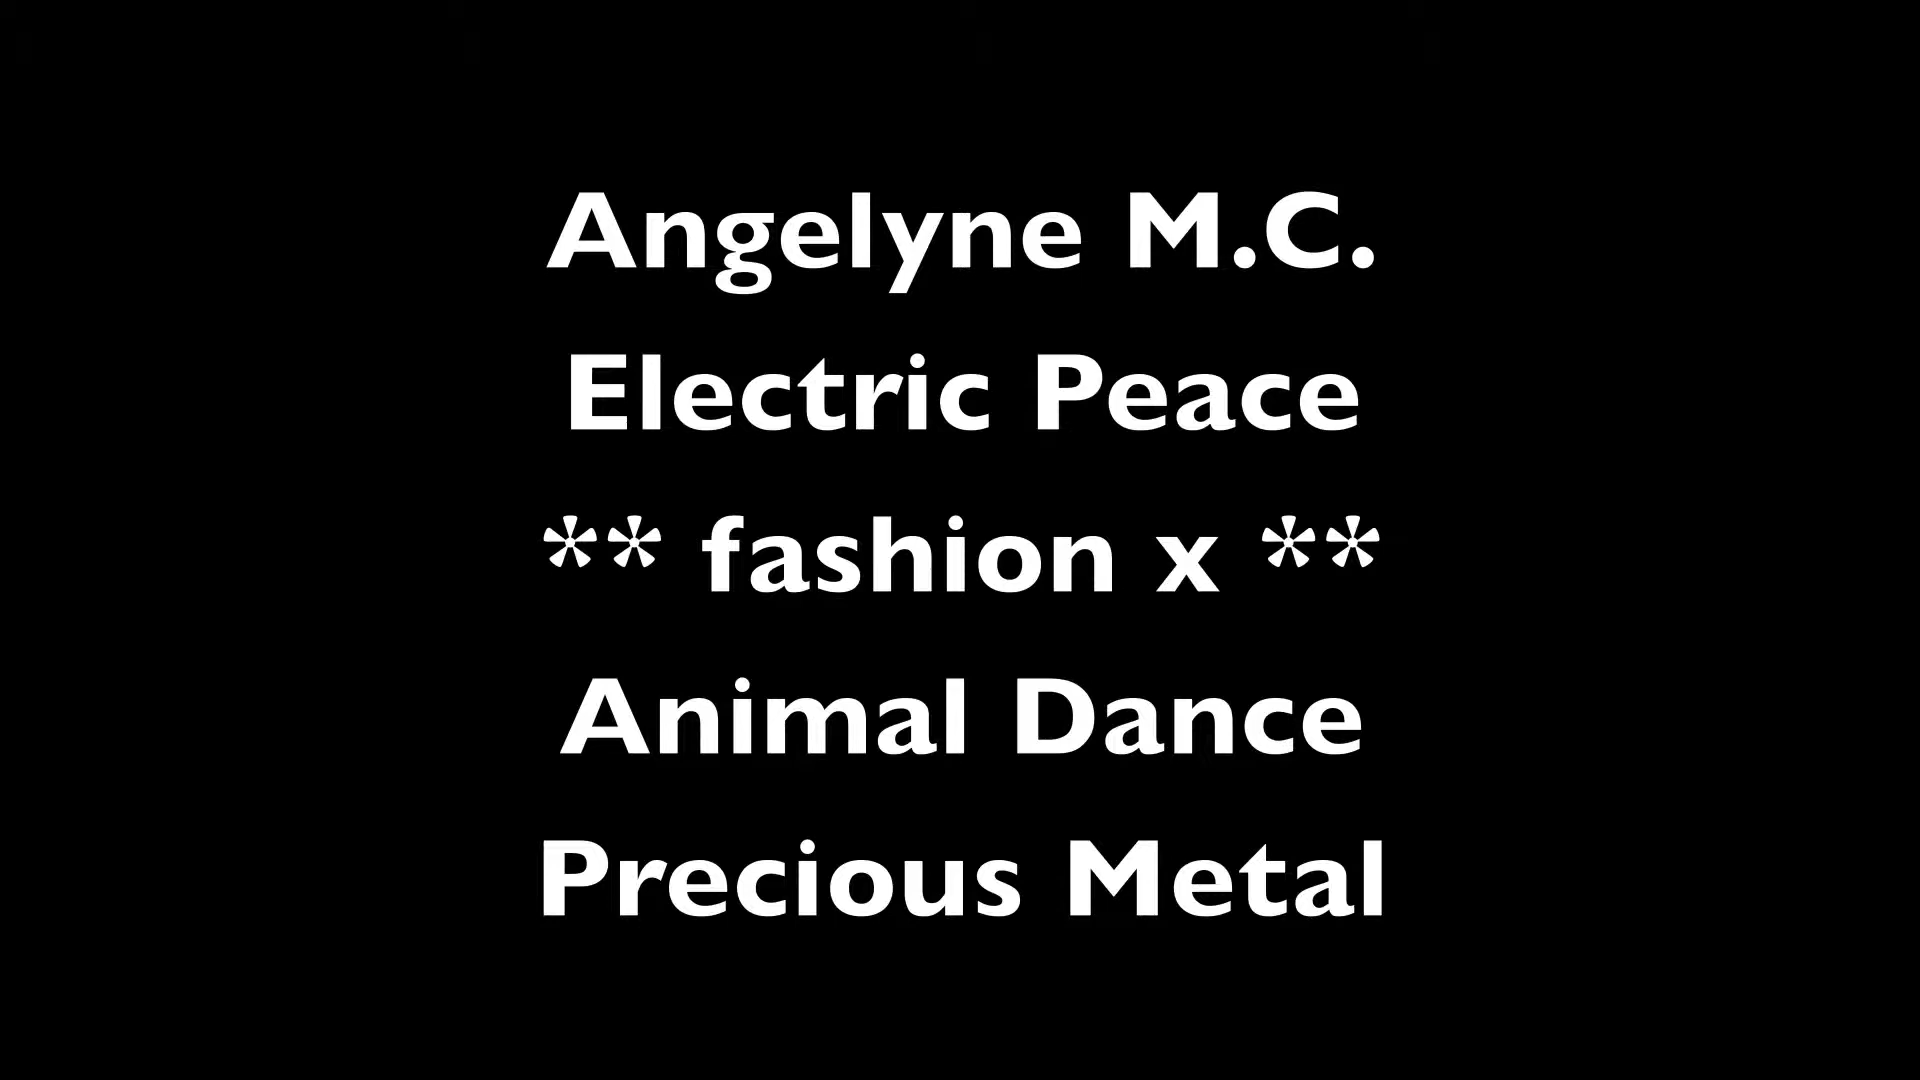 Angelyne M.C.
Electric Peace
** fashion x **
Animal Dance
Precious Metal